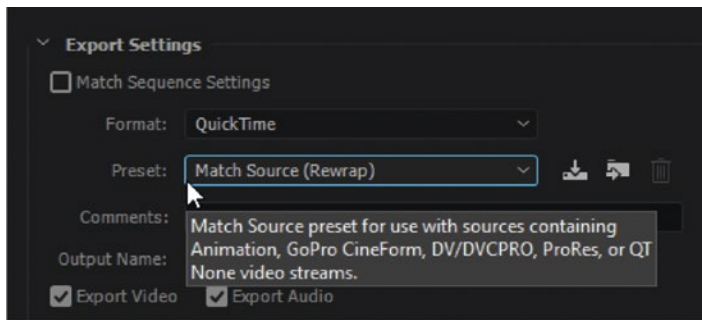 Export Settings
Match Sequence Settings
Format: QuickTime
Preset: Match Source (Rewrap)
Comments:
Match Source preset for use with sources containing
Animation, GoPro CineForm, DV/DVCPRO, ProRes, or QT
None video streams.
Output Name:
Export Video Export Audio